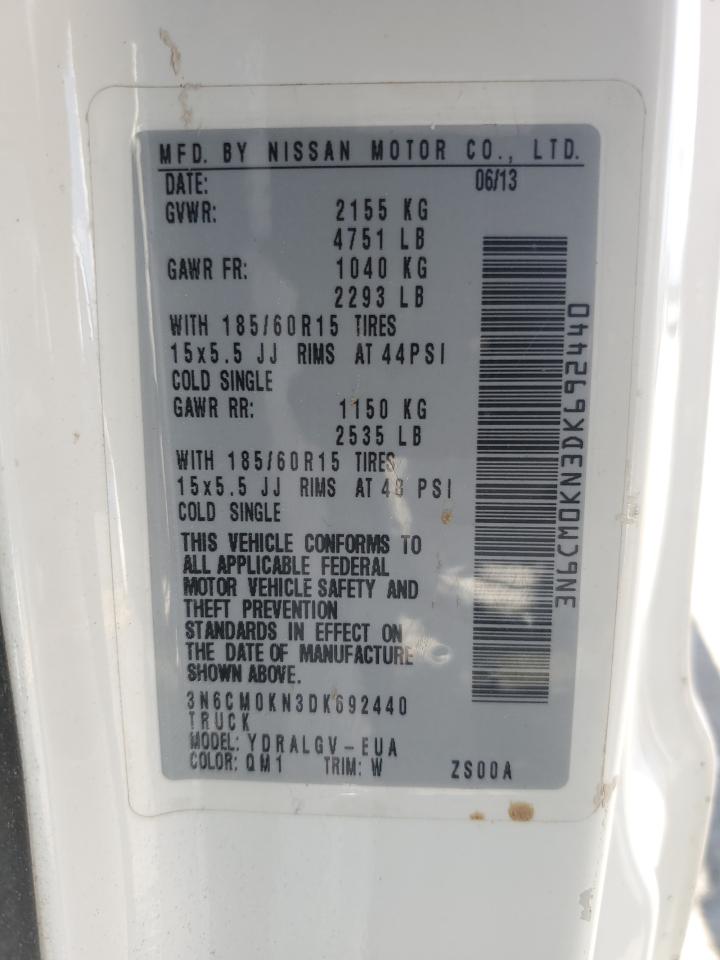 MFD. BY NISSAN MOTOR CO., LTD.
DATE: 06/13
GVWR: 2155 KG
4751 LB
GAWR FR: 1040 KG
2293 LB
WITH 185/60R15 TIRES
15x5.5 JJ RIMS AT 44PSI
COLD SINGLE
GAWR RR: 1150 KG
2535 LB
WITH 185/60R15 TIRES
15x5.5 JJ RIMS AT 48 PSI
COLD SINGLE
THIS VEHICLE CONFORMS TO
ALL APPLICABLE FEDERAL
MOTOR VEHICLE SAFETY AND
THEFT PREVENTION
STANDARDS IN EFFECT ON
THE DATE OF MANUFACTURE
SHOWN ABOVE.
3N6CM0KN3DK692440
TRUCK
MODEL: YDRALGV-EUA
COLOR: QM1 TRIM: W ZS00A
3N6CM0KN3DK692440